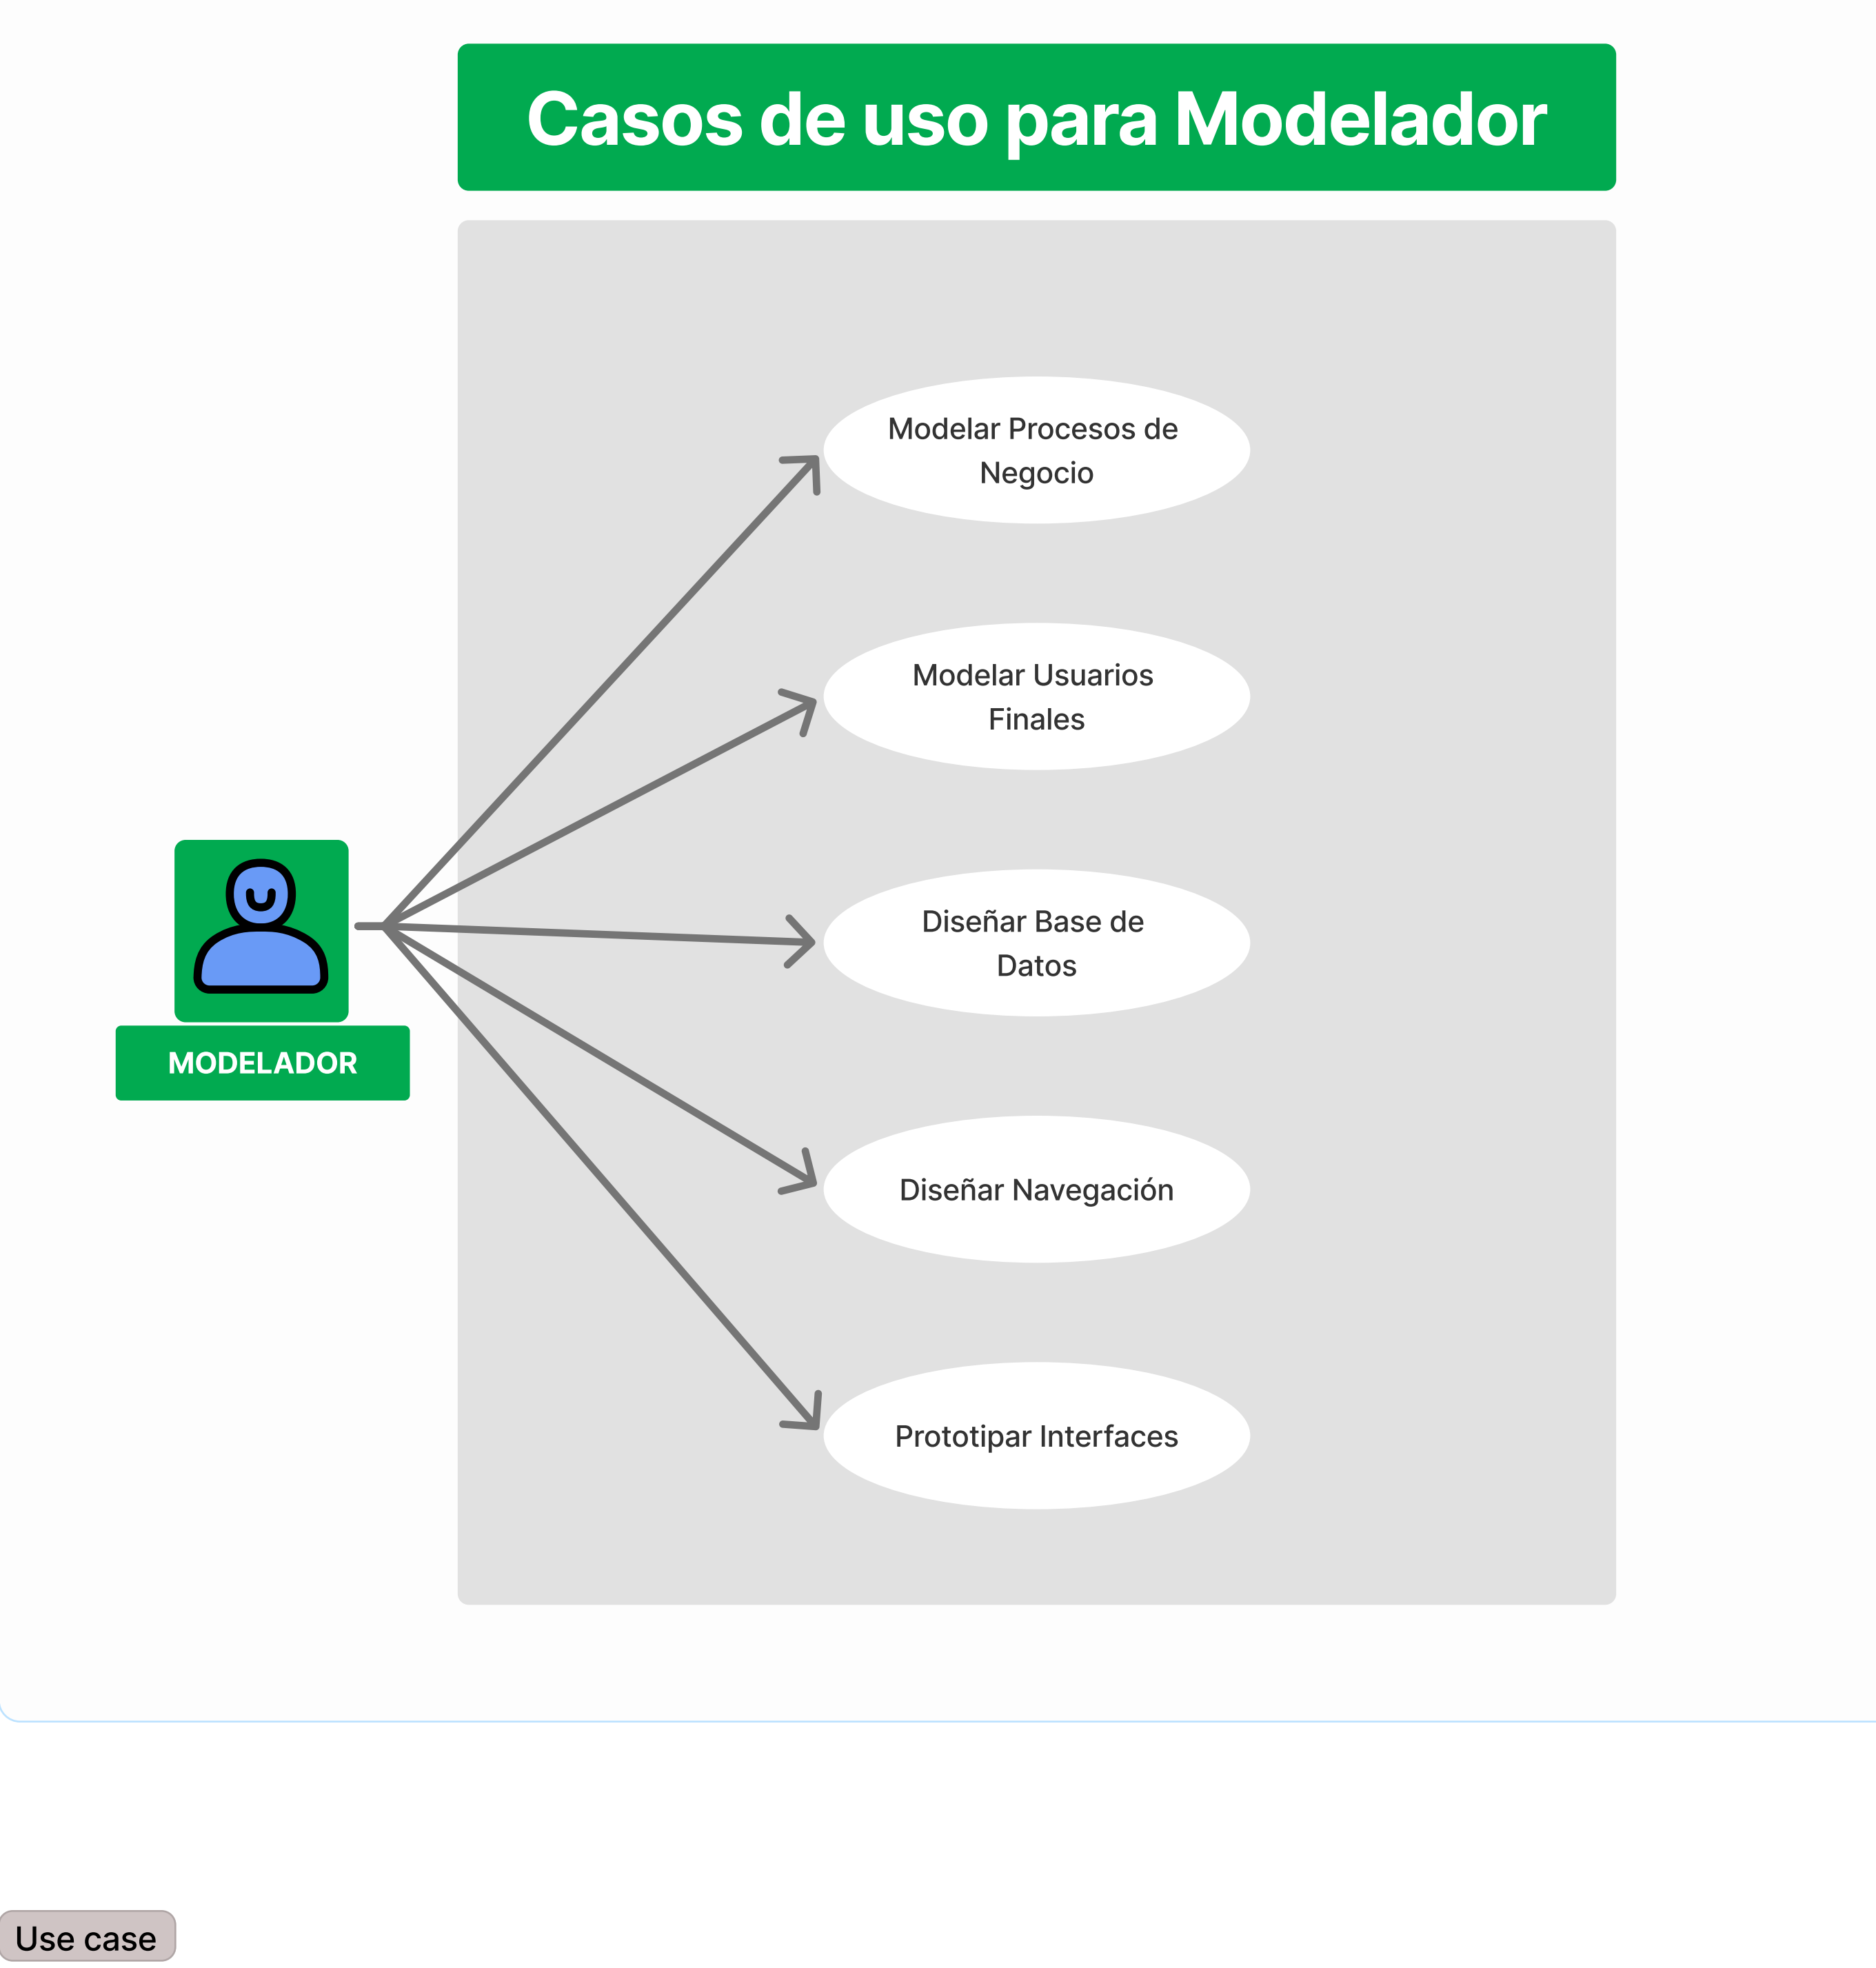 Casos de uso para Modelador
Modelar Procesos de
Negocio
Modelar Usuarios
Finales
Diseñar Base de
Datos
MODELADOR
Diseñar Navegación
Prototipar Interfaces
Use case